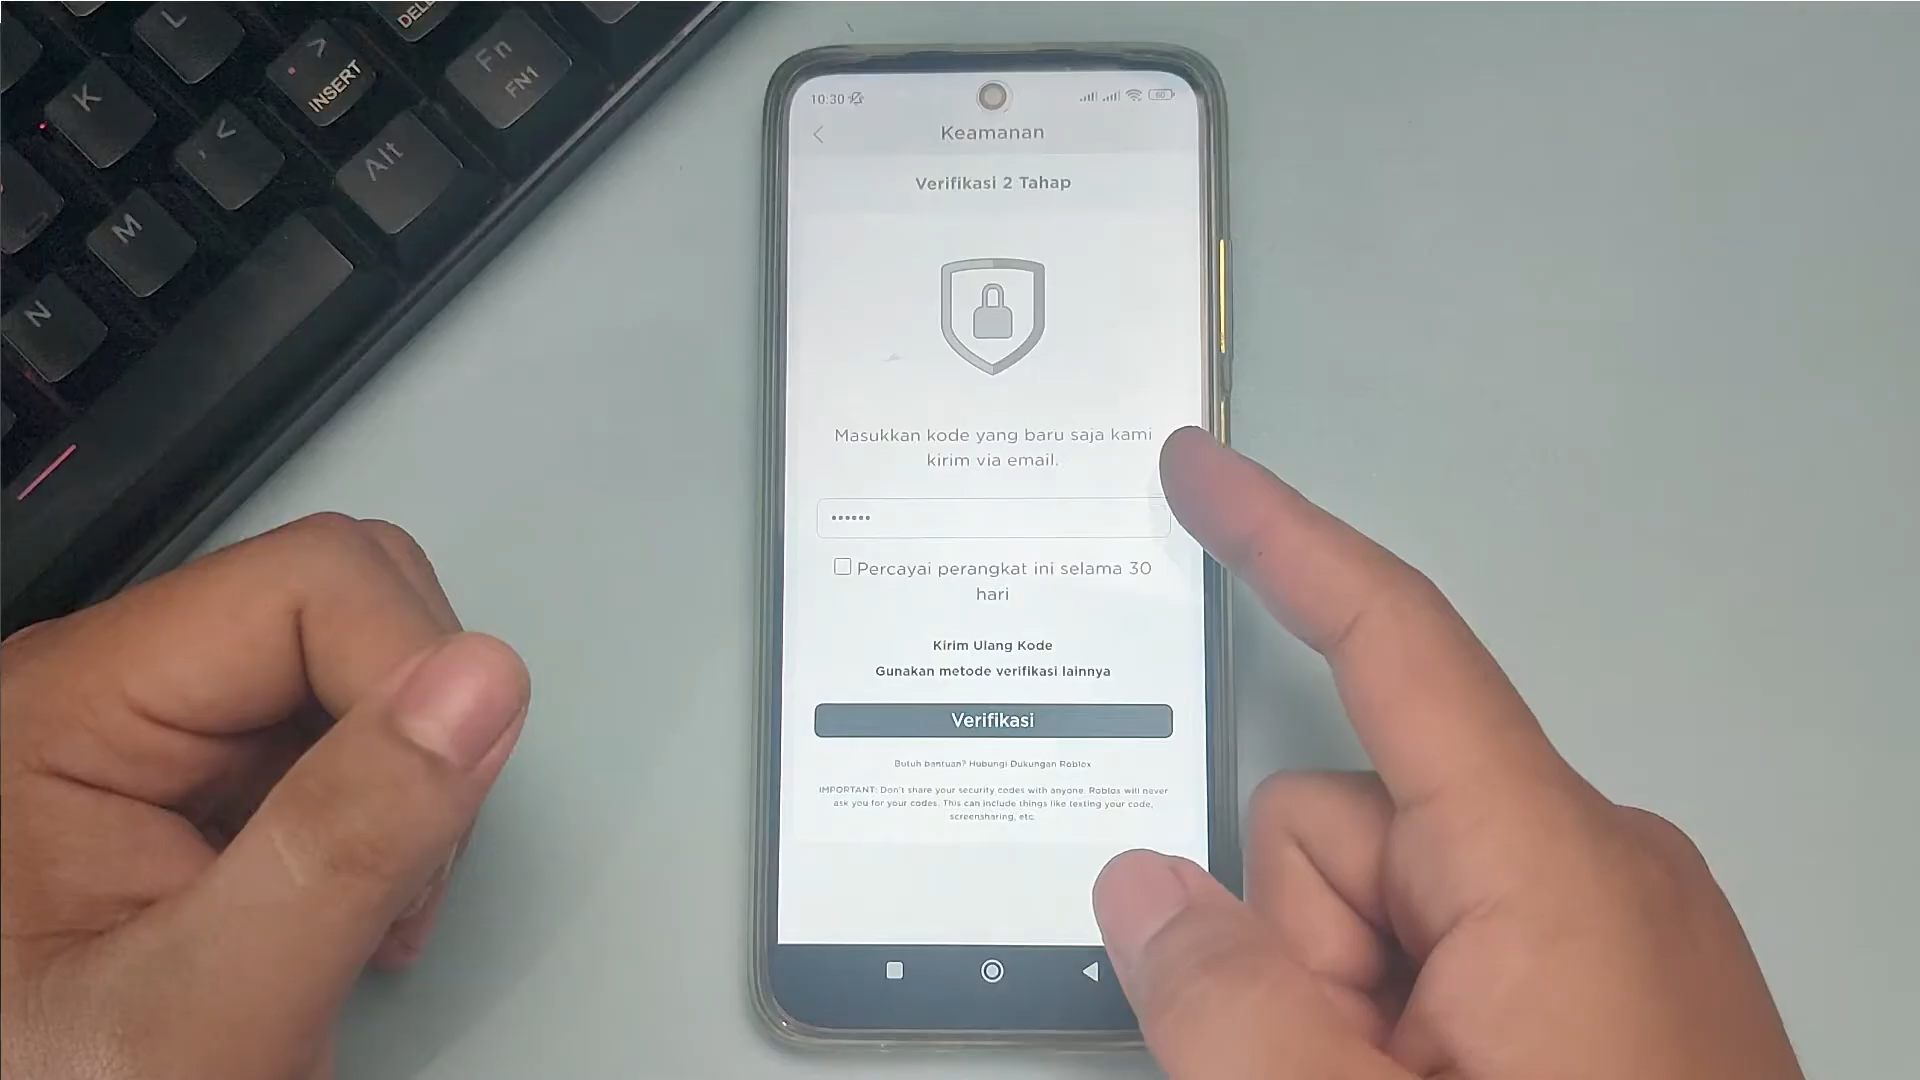 DEL
L
>
INSERT
Fn
FN1
K
<
,
Alt
M
N
10:30
60
Keamanan
Verifikasi 2 Tahap
Masukkan kode yang baru saja kami
kirim via email.
••••••
Percayai perangkat ini selama 30
hari
Kirim Ulang Kode
Gunakan metode verifikasi lainnya
Verifikasi
Butuh bantuan? Hubungi Dukungan Roblox
IMPORTANT: Don't share your security codes with anyone. Roblox will never
ask you for your codes. This can include things like texting your code,
screensharing, etc.